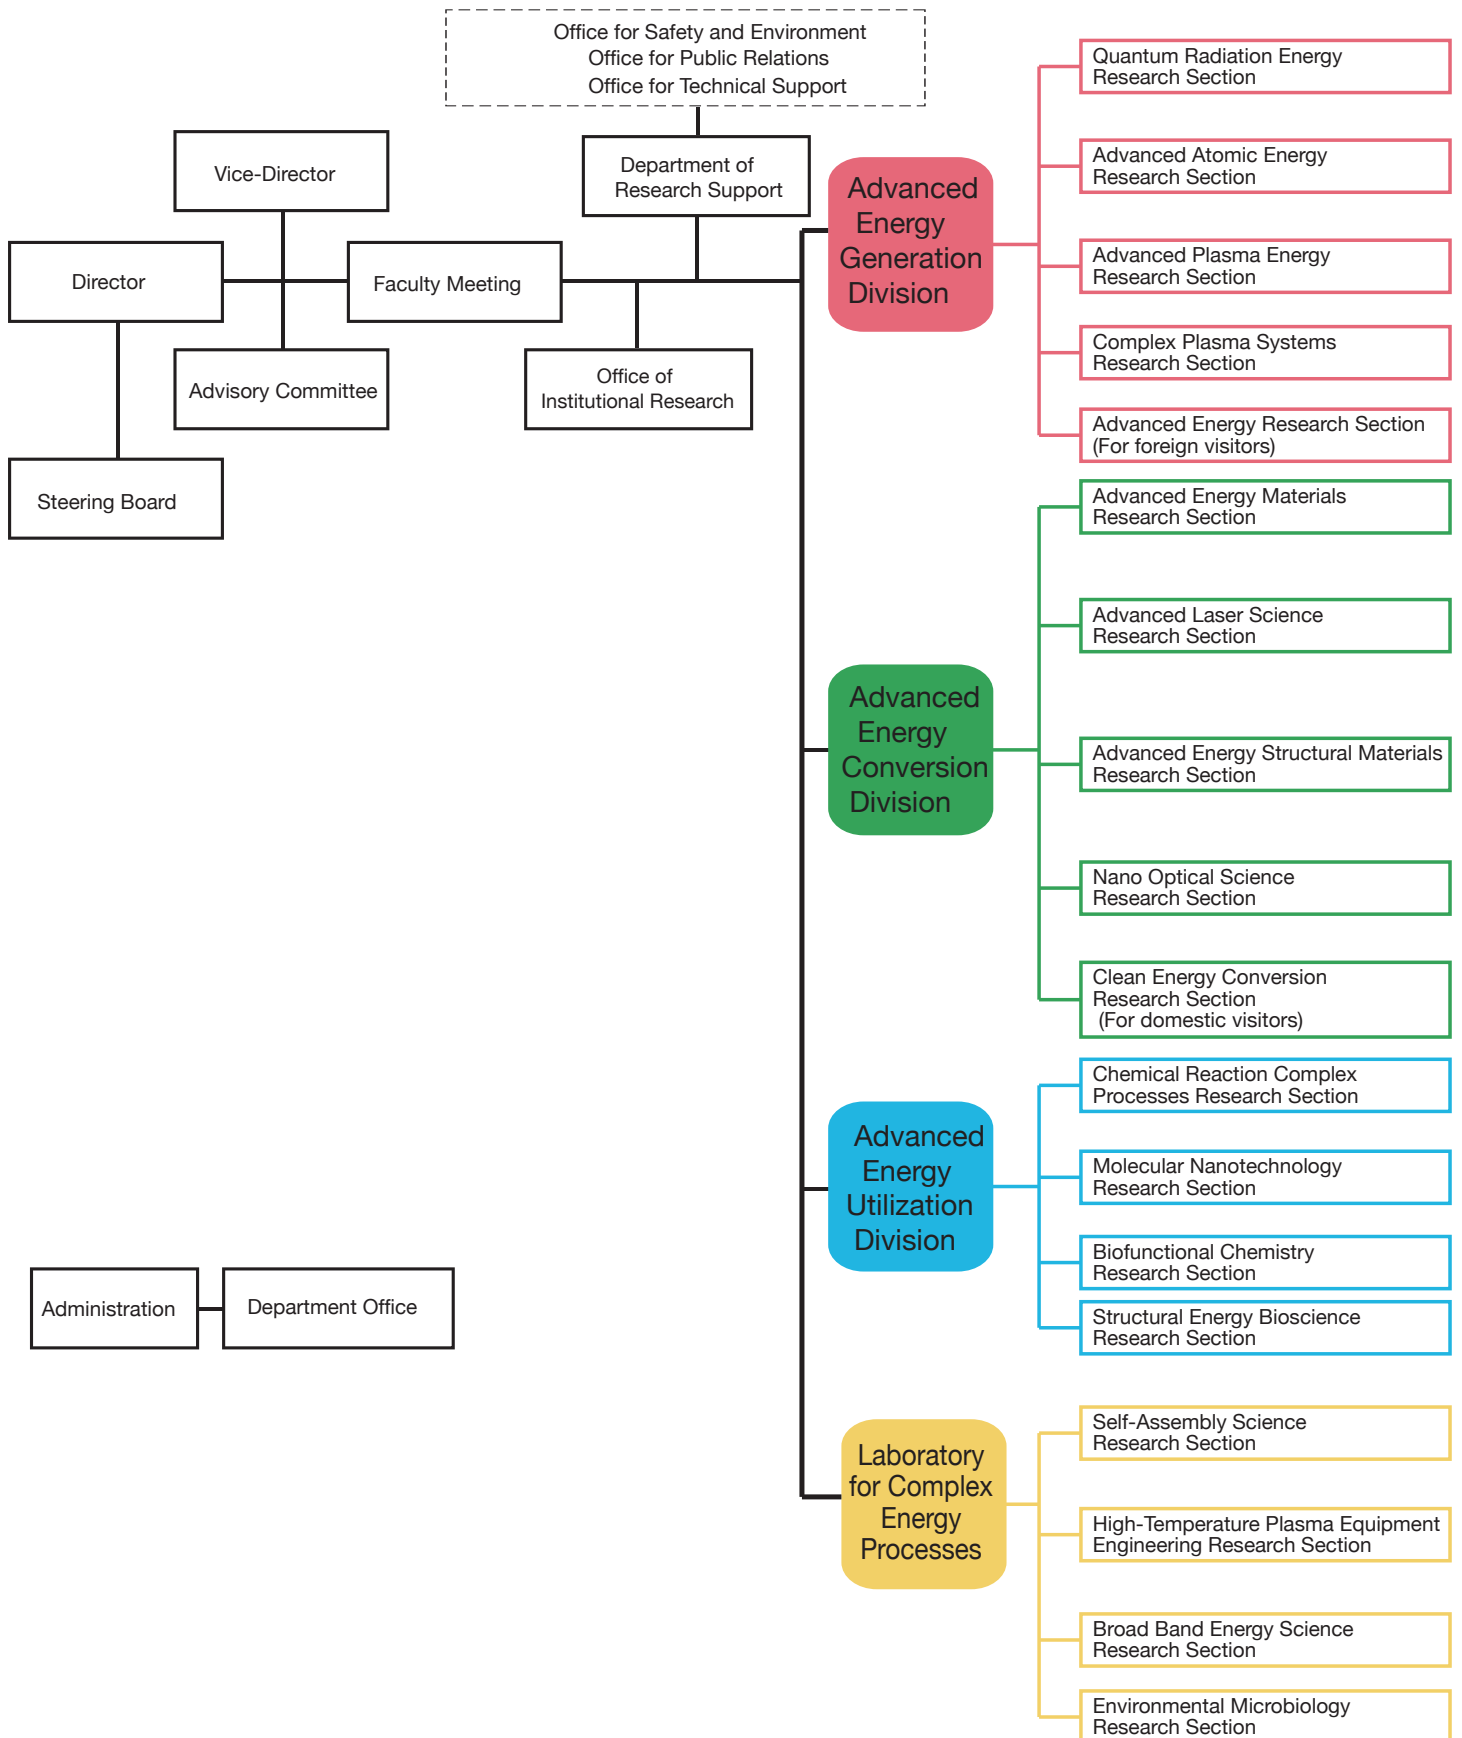 Office for Safety and Environment
Office for Public Relations
Office for Technical Support
Department of
Research Support
Vice-Director
Director
Faculty Meeting
Advisory Committee
Office of
Institutional Research
Steering Board
Administration
Department Office
Advanced
Energy
Generation
Division
Quantum Radiation Energy
Research Section
Advanced Atomic Energy
Research Section
Advanced Plasma Energy
Research Section
Complex Plasma Systems
Research Section
Advanced Energy Research Section
(For foreign visitors)
Advanced
Energy
Conversion
Division
Advanced Energy Materials
Research Section
Advanced Laser Science
Research Section
Advanced Energy Structural Materials
Research Section
Nano Optical Science
Research Section
Clean Energy Conversion
Research Section
(For domestic visitors)
Advanced
Energy
Utilization
Division
Chemical Reaction Complex
Processes Research Section
Molecular Nanotechnology
Research Section
Biofunctional Chemistry
Research Section
Structural Energy Bioscience
Research Section
Laboratory
for Complex
Energy
Processes
Self-Assembly Science
Research Section
High-Temperature Plasma Equipment
Engineering Research Section
Broad Band Energy Science
Research Section
Environmental Microbiology
Research Section